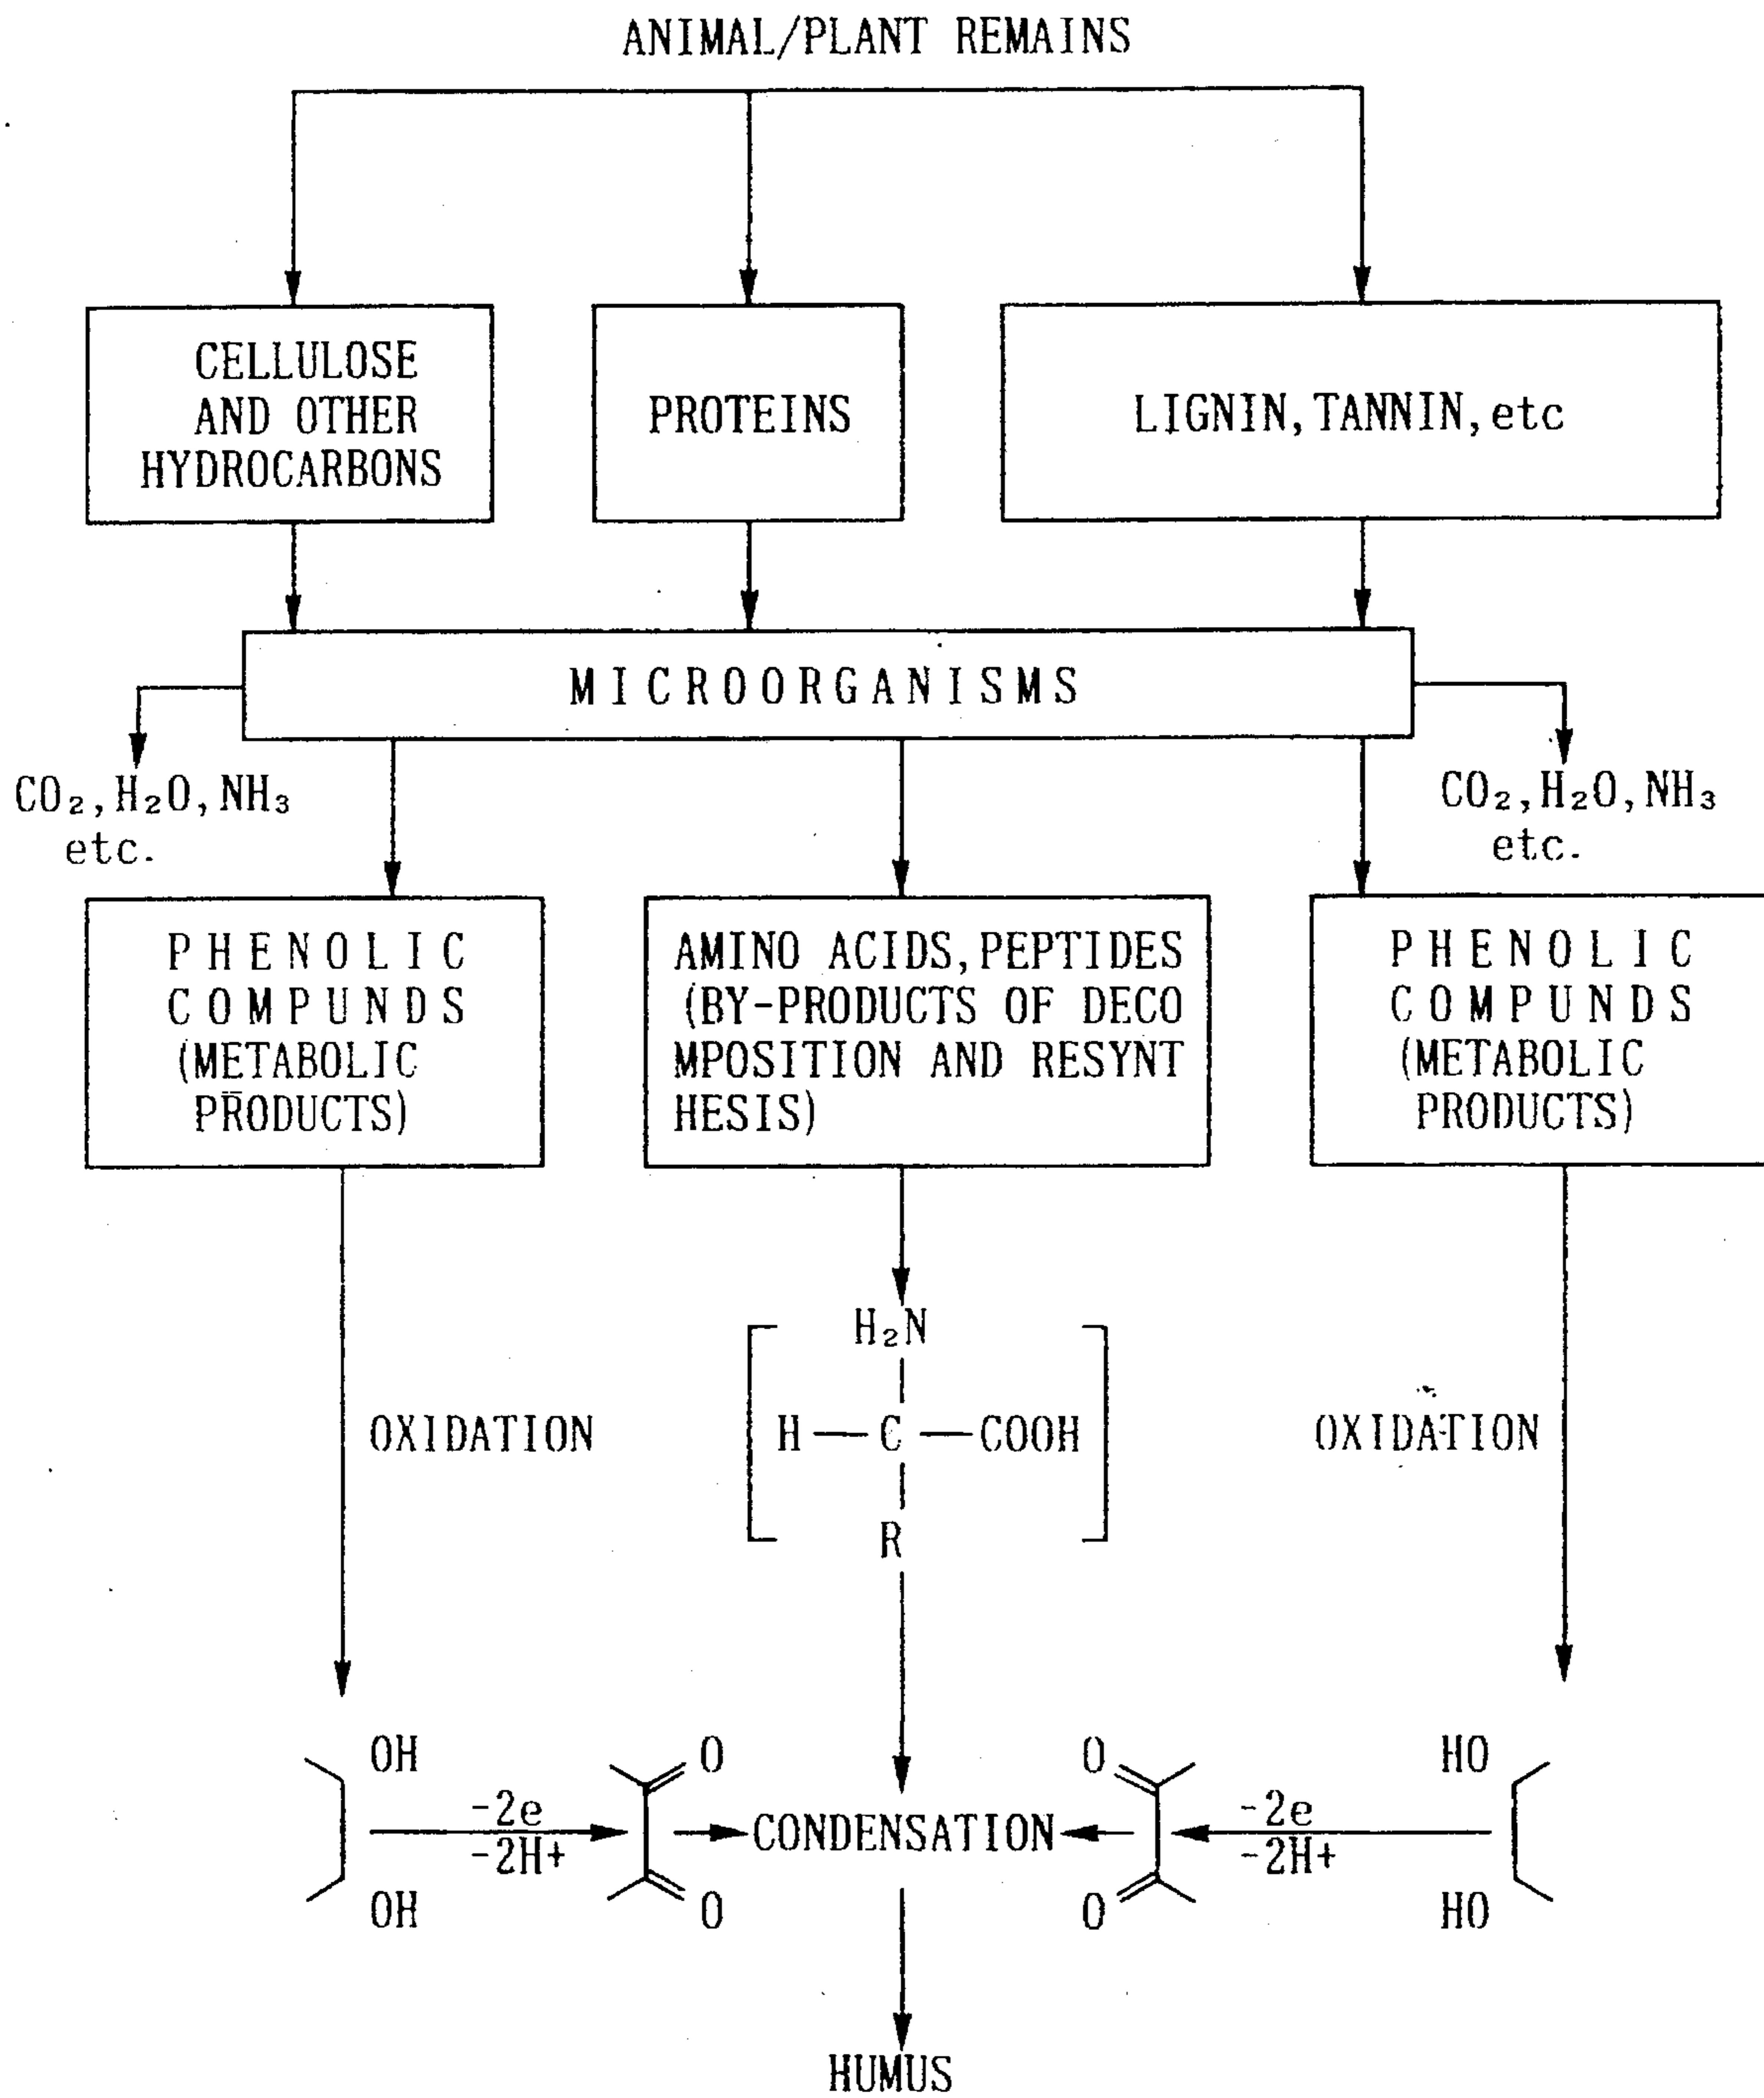 ANIMAL/PLANT REMAINS
CELLULOSE
AND OTHER
HYDROCARBONS
PROTEINS
LIGNIN, TANNIN, etc
MICROORGANISMS
CO₂, H₂O, NH₃
etc.
CO₂, H₂O, NH₃
etc.
PHENOLIC
COMPUNDS
(METABOLIC
PRODUCTS)
AMINO ACIDS, PEPTIDES
(BY-PRODUCTS OF DECO
MPOSITION AND RESYNT
HESIS)
PHENOLIC
COMPUNDS
(METABOLIC
PRODUCTS)
OXIDATION
H₂N
H—C—COOH
R
OXIDATION
OH
OH
-2e
-2H+
O
O
CONDENSATION
O
O
-2e
-2H+
HO
HO
HUMUS